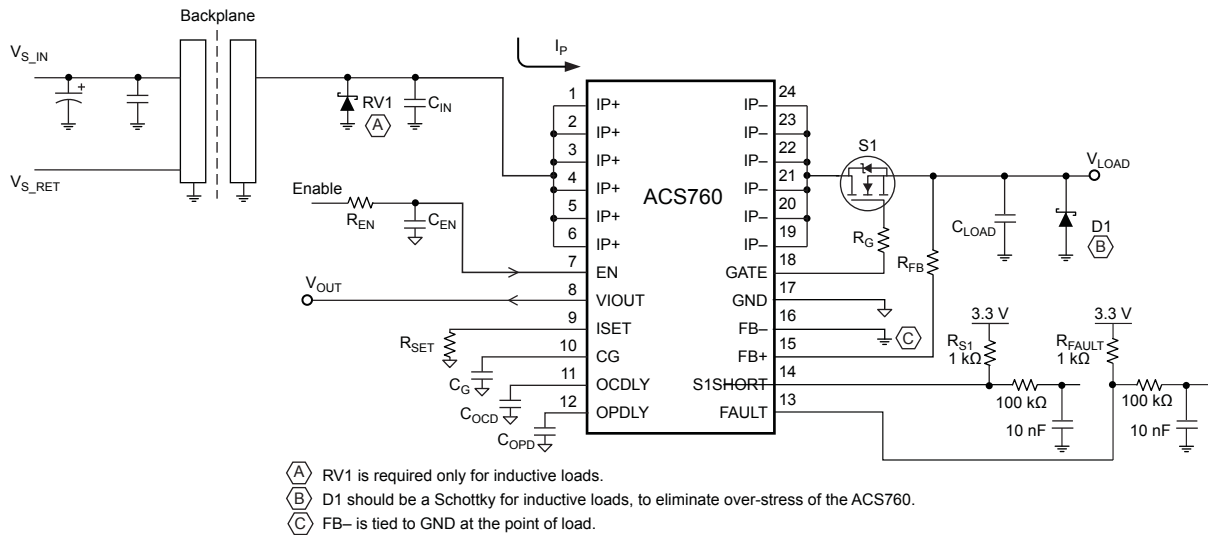 Backplane
V_S_IN
V_S_RET
I_P
RV1
C_IN
A
Enable
R_EN
C_EN
V_OUT
R_SET
C_G
C_OCD
C_OPD
ACS760
1 IP+
2 IP+
3 IP+
4 IP+
5 IP+
6 IP+
7 EN
8 VIOUT
9 ISET
10 CG
11 OCDLY
12 OPDLY
IP– 24
IP– 23
IP– 22
IP– 21
IP– 20
IP– 19
GATE 18
GND 17
FB– 16
FB+ 15
S1SHORT 14
FAULT 13
S1
R_G
R_FB
V_LOAD
C_LOAD
D1
B
C
3.3 V
R_S1
1 kΩ
100 kΩ
10 nF
3.3 V
R_FAULT
1 kΩ
100 kΩ
10 nF
A RV1 is required only for inductive loads.
B D1 should be a Schottky for inductive loads, to eliminate over-stress of the ACS760.
C FB– is tied to GND at the point of load.